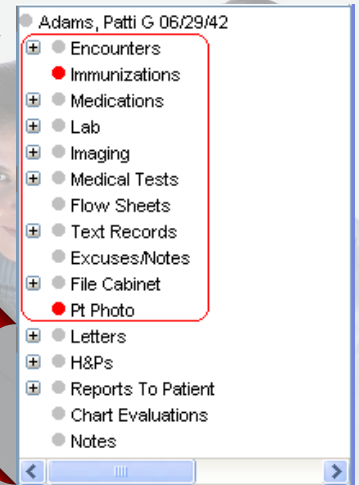 Adams, Patti G 06/29/42
Encounters
Immunizations
Medications
Lab
Imaging
Medical Tests
Flow Sheets
Text Records
Excuses/Notes
File Cabinet
Pt Photo
Letters
H&Ps
Reports To Patient
Chart Evaluations
Notes